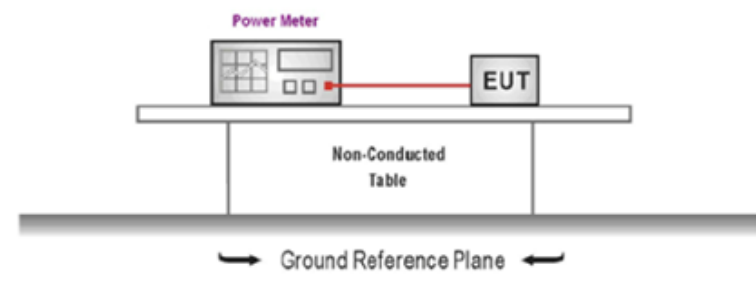 Power Meter
EUT
Non-Conducted
Table
Ground Reference Plane